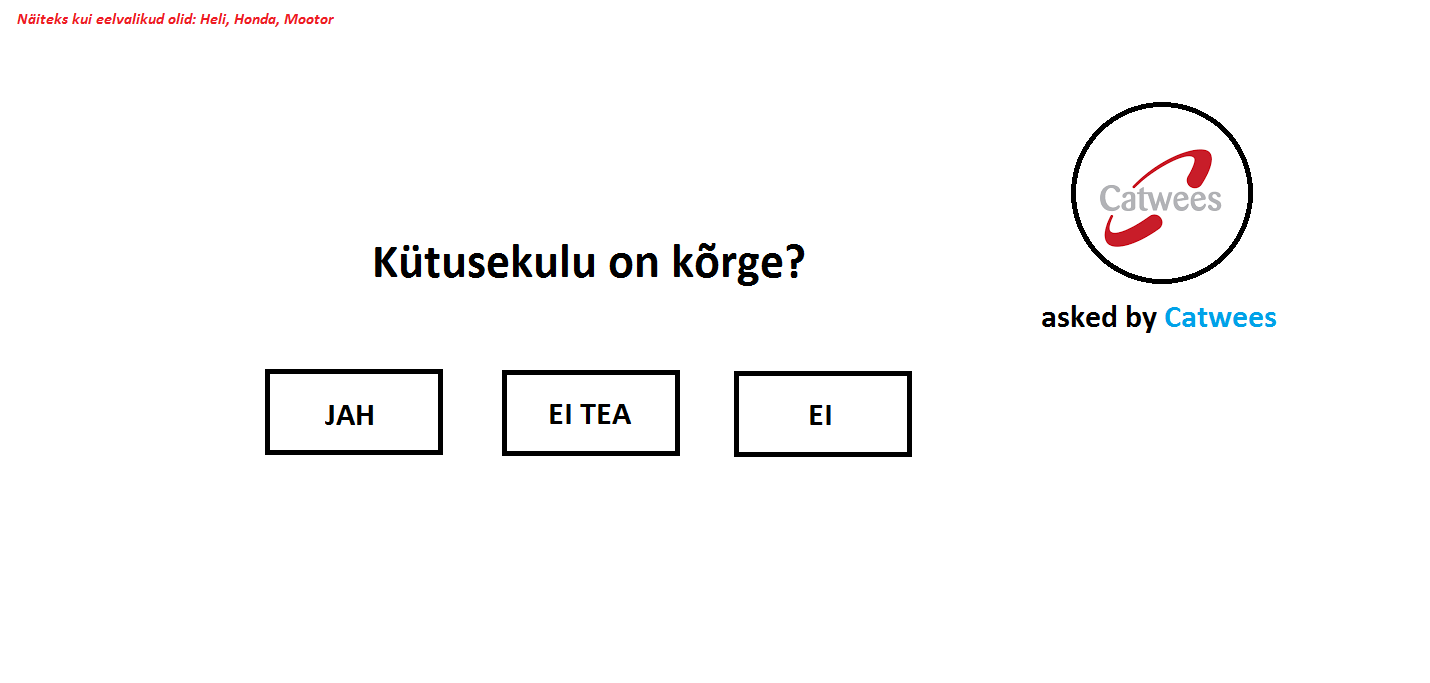 Näiteks kui eelvalikud olid: Heli, Honda, Mootor
Catwees
Kütusekulu on kõrge?
asked by Catwees
JAH
EI TEA
EI